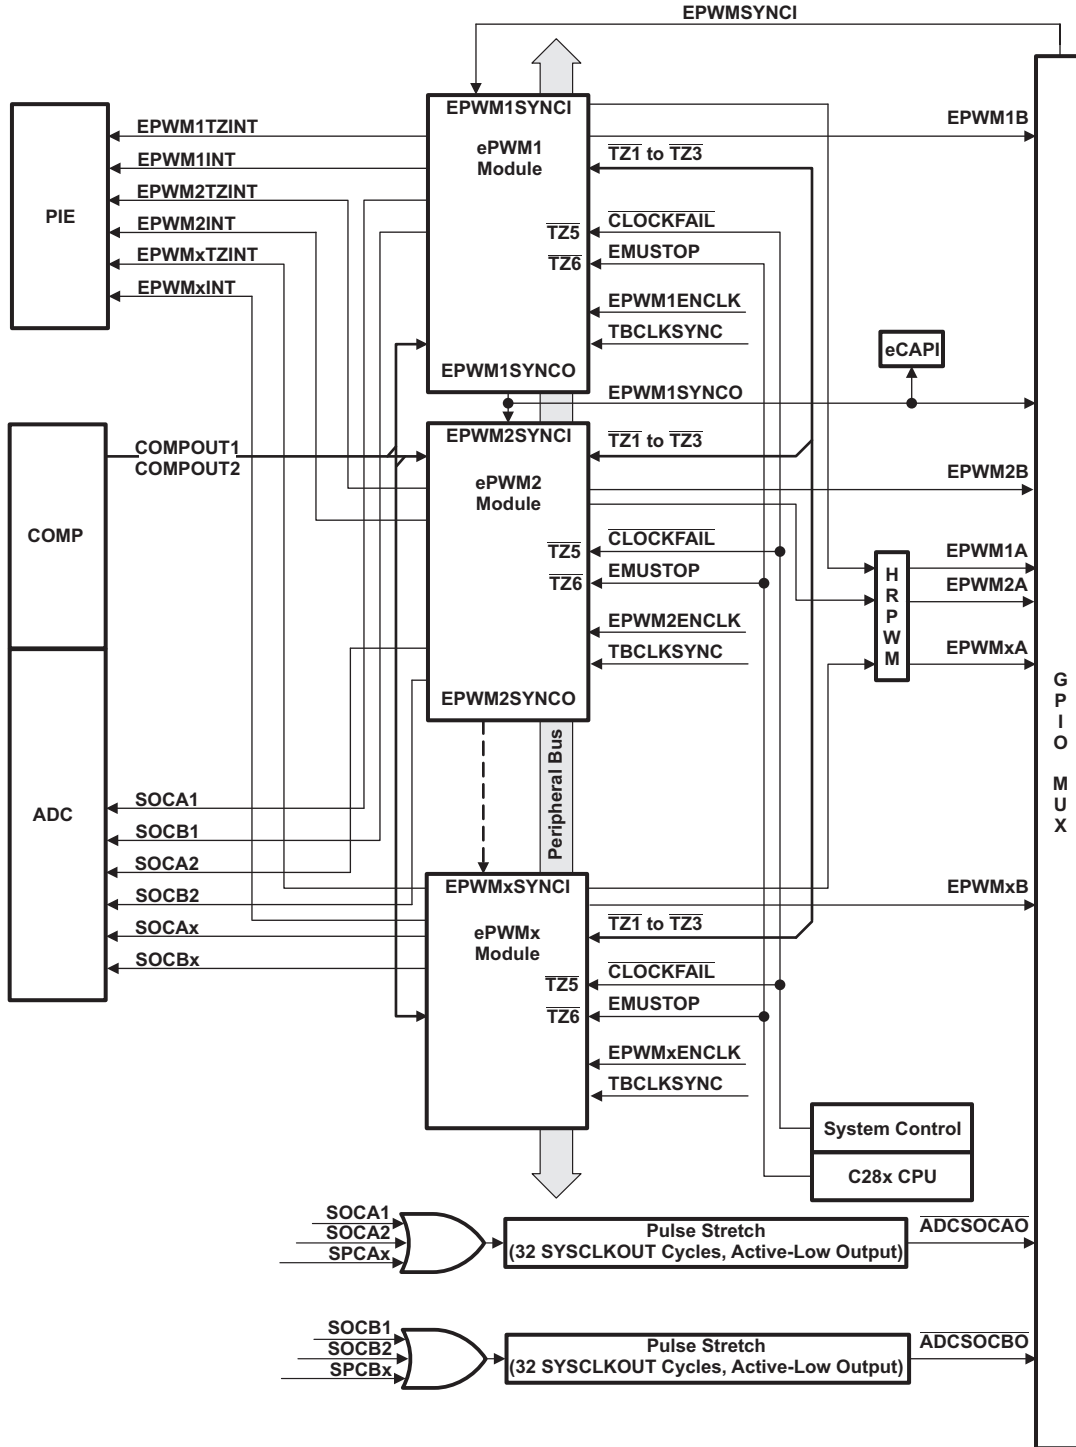 EPWMSYNCI
EPWM1SYNCI
EPWM1B
EPWM1TZINT
ePWM1
Module
TZ1 to TZ3
EPWM1INT
EPWM2TZINT
PIE
EPWM2INT
CLOCKFAIL
TZ5
EPWMxTZINT
EMUSTOP
TZ6
EPWMxINT
EPWM1ENCLK
TBCLKSYNC
eCAPI
EPWM1SYNCO
EPWM1SYNCO
COMPOUT1
COMPOUT2
EPWM2SYNCI
TZ1 to TZ3
EPWM2B
ePWM2
Module
COMP
CLOCKFAIL
TZ5
EMUSTOP
TZ6
HRPWM
EPWM1A
EPWM2A
EPWM2ENCLK
TBCLKSYNC
EPWMxA
EPWM2SYNCO
GPIO MUX
Peripheral Bus
ADC
SOCA1
SOCB1
SOCA2
SOCB2
SOCAx
SOCBx
EPWMxSYNCI
EPWMxB
ePWMx
Module
TZ1 to TZ3
CLOCKFAIL
TZ5
EMUSTOP
TZ6
EPWMxENCLK
TBCLKSYNC
System Control
C28x CPU
SOCA1
SOCA2
SPCAx
Pulse Stretch
(32 SYSCLKOUT Cycles, Active-Low Output)
ADCSOCAO
SOCB1
SOCB2
SPCBx
Pulse Stretch
(32 SYSCLKOUT Cycles, Active-Low Output)
ADCSOCBO